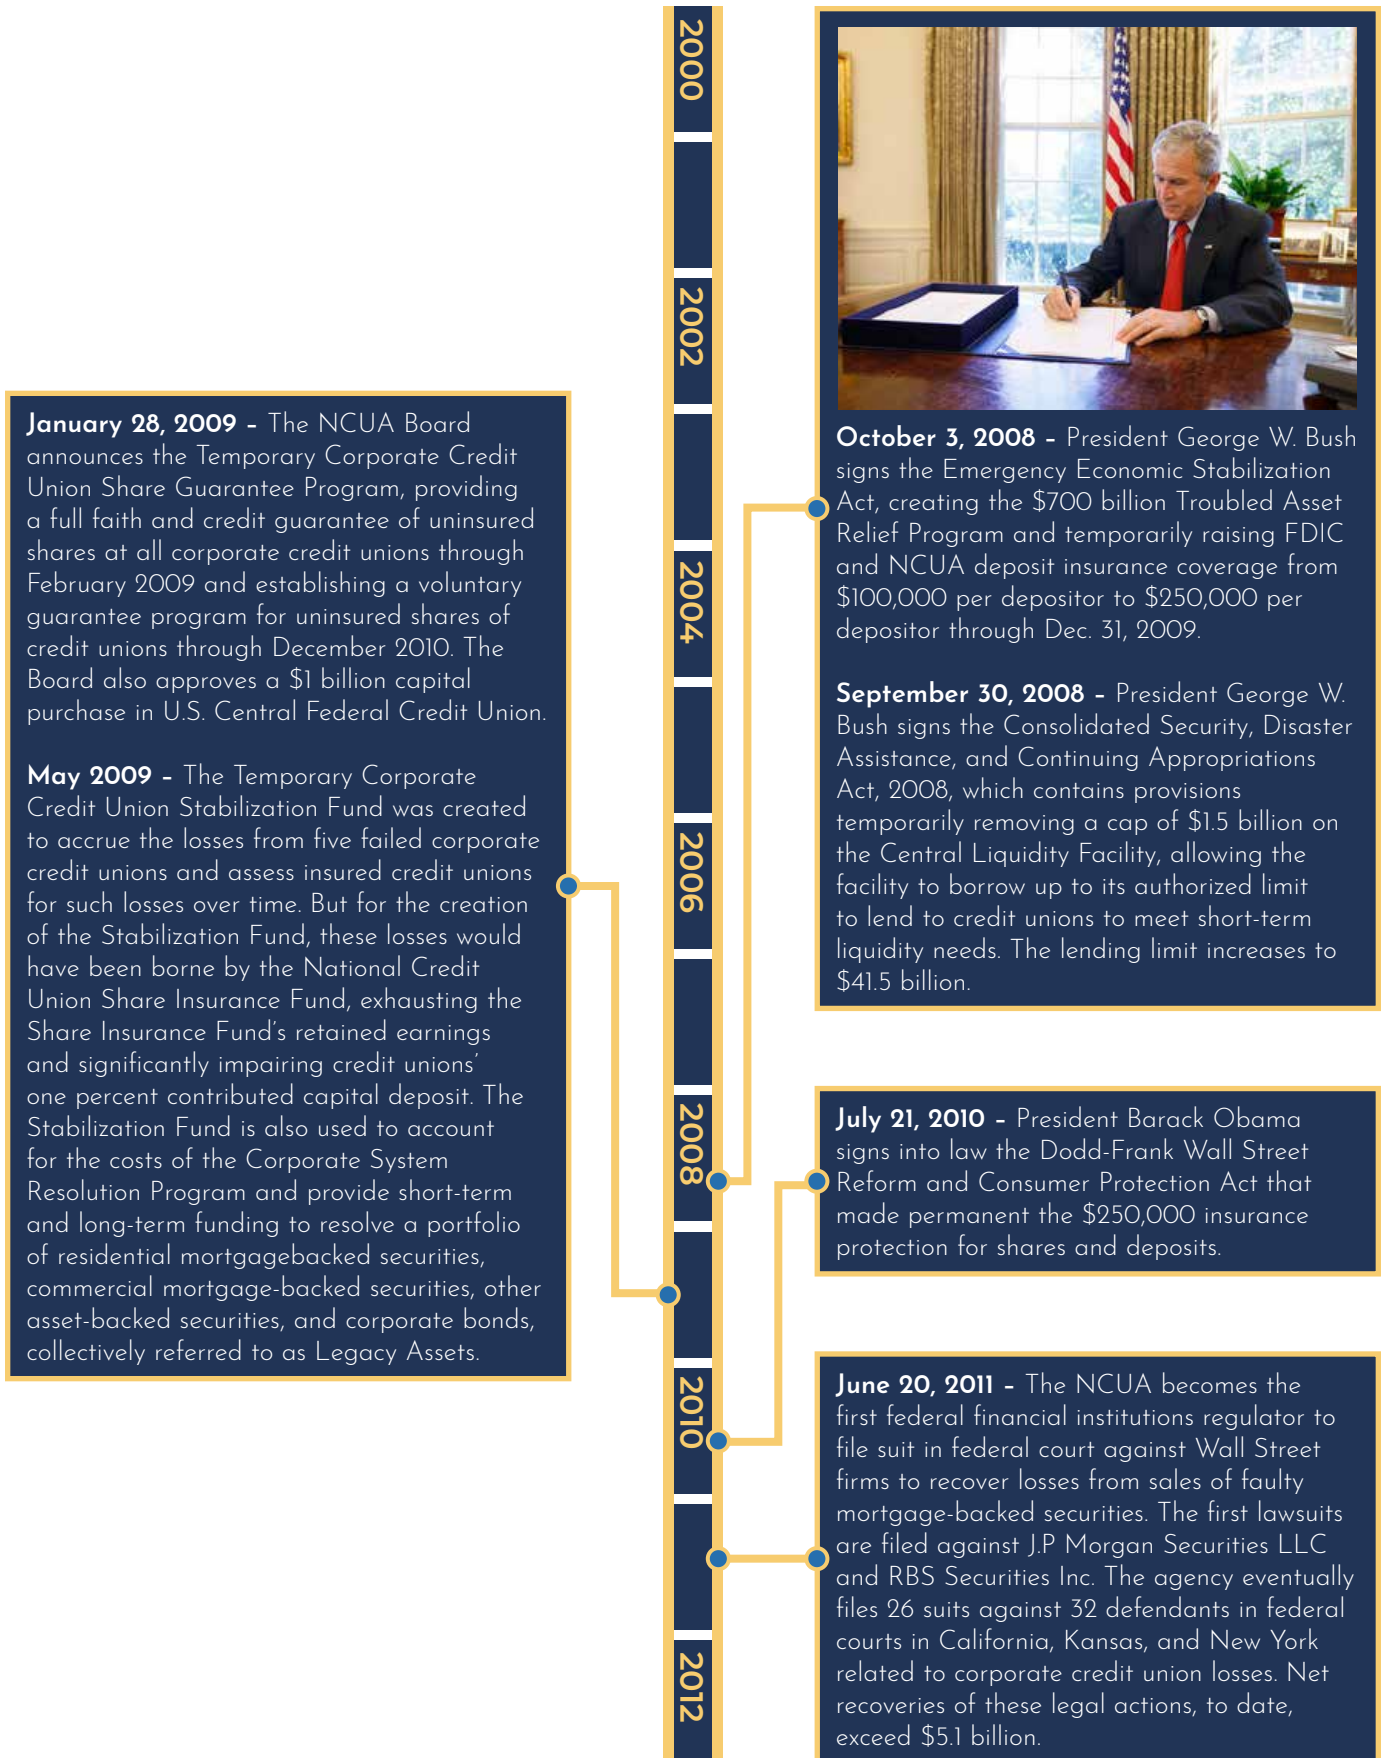 2000
2002
2004
2006
2008
2010
2012
January 28, 2009 – The NCUA Board
announces the Temporary Corporate Credit
Union Share Guarantee Program, providing
a full faith and credit guarantee of uninsured
shares at all corporate credit unions through
February 2009 and establishing a voluntary
guarantee program for uninsured shares of
credit unions through December 2010. The
Board also approves a $1 billion capital
purchase in U.S. Central Federal Credit Union.
May 2009 – The Temporary Corporate
Credit Union Stabilization Fund was created
to accrue the losses from five failed corporate
credit unions and assess insured credit unions
for such losses over time. But for the creation
of the Stabilization Fund, these losses would
have been borne by the National Credit
Union Share Insurance Fund, exhausting the
Share Insurance Fund's retained earnings
and significantly impairing credit unions'
one percent contributed capital deposit. The
Stabilization Fund is also used to account
for the costs of the Corporate System
Resolution Program and provide short-term
and long-term funding to resolve a portfolio
of residential mortgagebacked securities,
commercial mortgage-backed securities, other
asset-backed securities, and corporate bonds,
collectively referred to as Legacy Assets.
October 3, 2008 – President George W. Bush
signs the Emergency Economic Stabilization
Act, creating the $700 billion Troubled Asset
Relief Program and temporarily raising FDIC
and NCUA deposit insurance coverage from
$100,000 per depositor to $250,000 per
depositor through Dec. 31, 2009.
September 30, 2008 – President George W.
Bush signs the Consolidated Security, Disaster
Assistance, and Continuing Appropriations
Act, 2008, which contains provisions
temporarily removing a cap of $1.5 billion on
the Central Liquidity Facility, allowing the
facility to borrow up to its authorized limit
to lend to credit unions to meet short-term
liquidity needs. The lending limit increases to
$41.5 billion.
July 21, 2010 – President Barack Obama
signs into law the Dodd-Frank Wall Street
Reform and Consumer Protection Act that
made permanent the $250,000 insurance
protection for shares and deposits.
June 20, 2011 – The NCUA becomes the
first federal financial institutions regulator to
file suit in federal court against Wall Street
firms to recover losses from sales of faulty
mortgage-backed securities. The first lawsuits
are filed against J.P Morgan Securities LLC
and RBS Securities Inc. The agency eventually
files 26 suits against 32 defendants in federal
courts in California, Kansas, and New York
related to corporate credit union losses. Net
recoveries of these legal actions, to date,
exceed $5.1 billion.